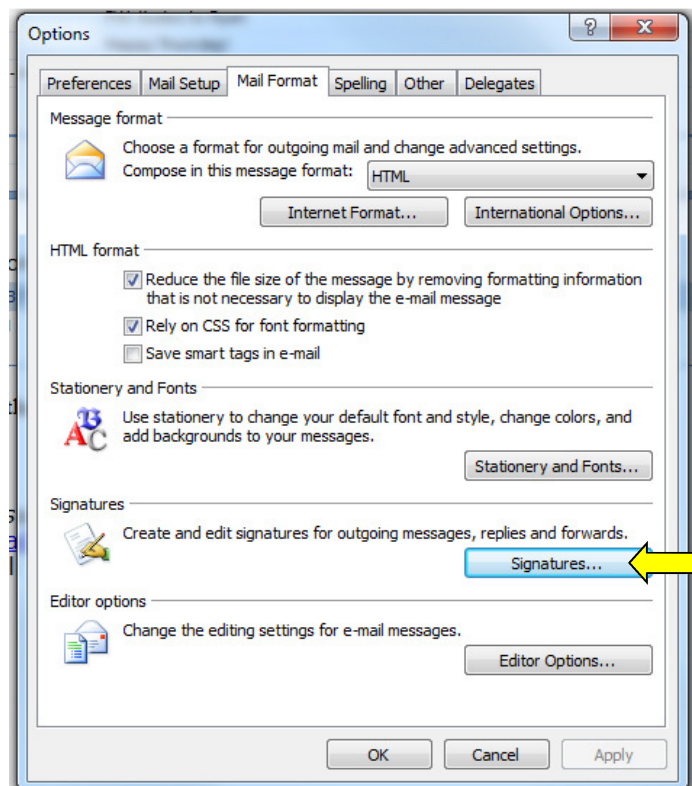 Options
Preferences Mail Setup Mail Format Spelling Other Delegates
Message format
Choose a format for outgoing mail and change advanced settings.
Compose in this message format: HTML
Internet Format... International Options...
HTML format
Reduce the file size of the message by removing formatting information
that is not necessary to display the e-mail message
Rely on CSS for font formatting
Save smart tags in e-mail
Stationery and Fonts
Use stationery to change your default font and style, change colors, and
add backgrounds to your messages.
Stationery and Fonts...
Signatures
Create and edit signatures for outgoing messages, replies and forwards.
Signatures...
Editor options
Change the editing settings for e-mail messages.
Editor Options...
OK Cancel Apply